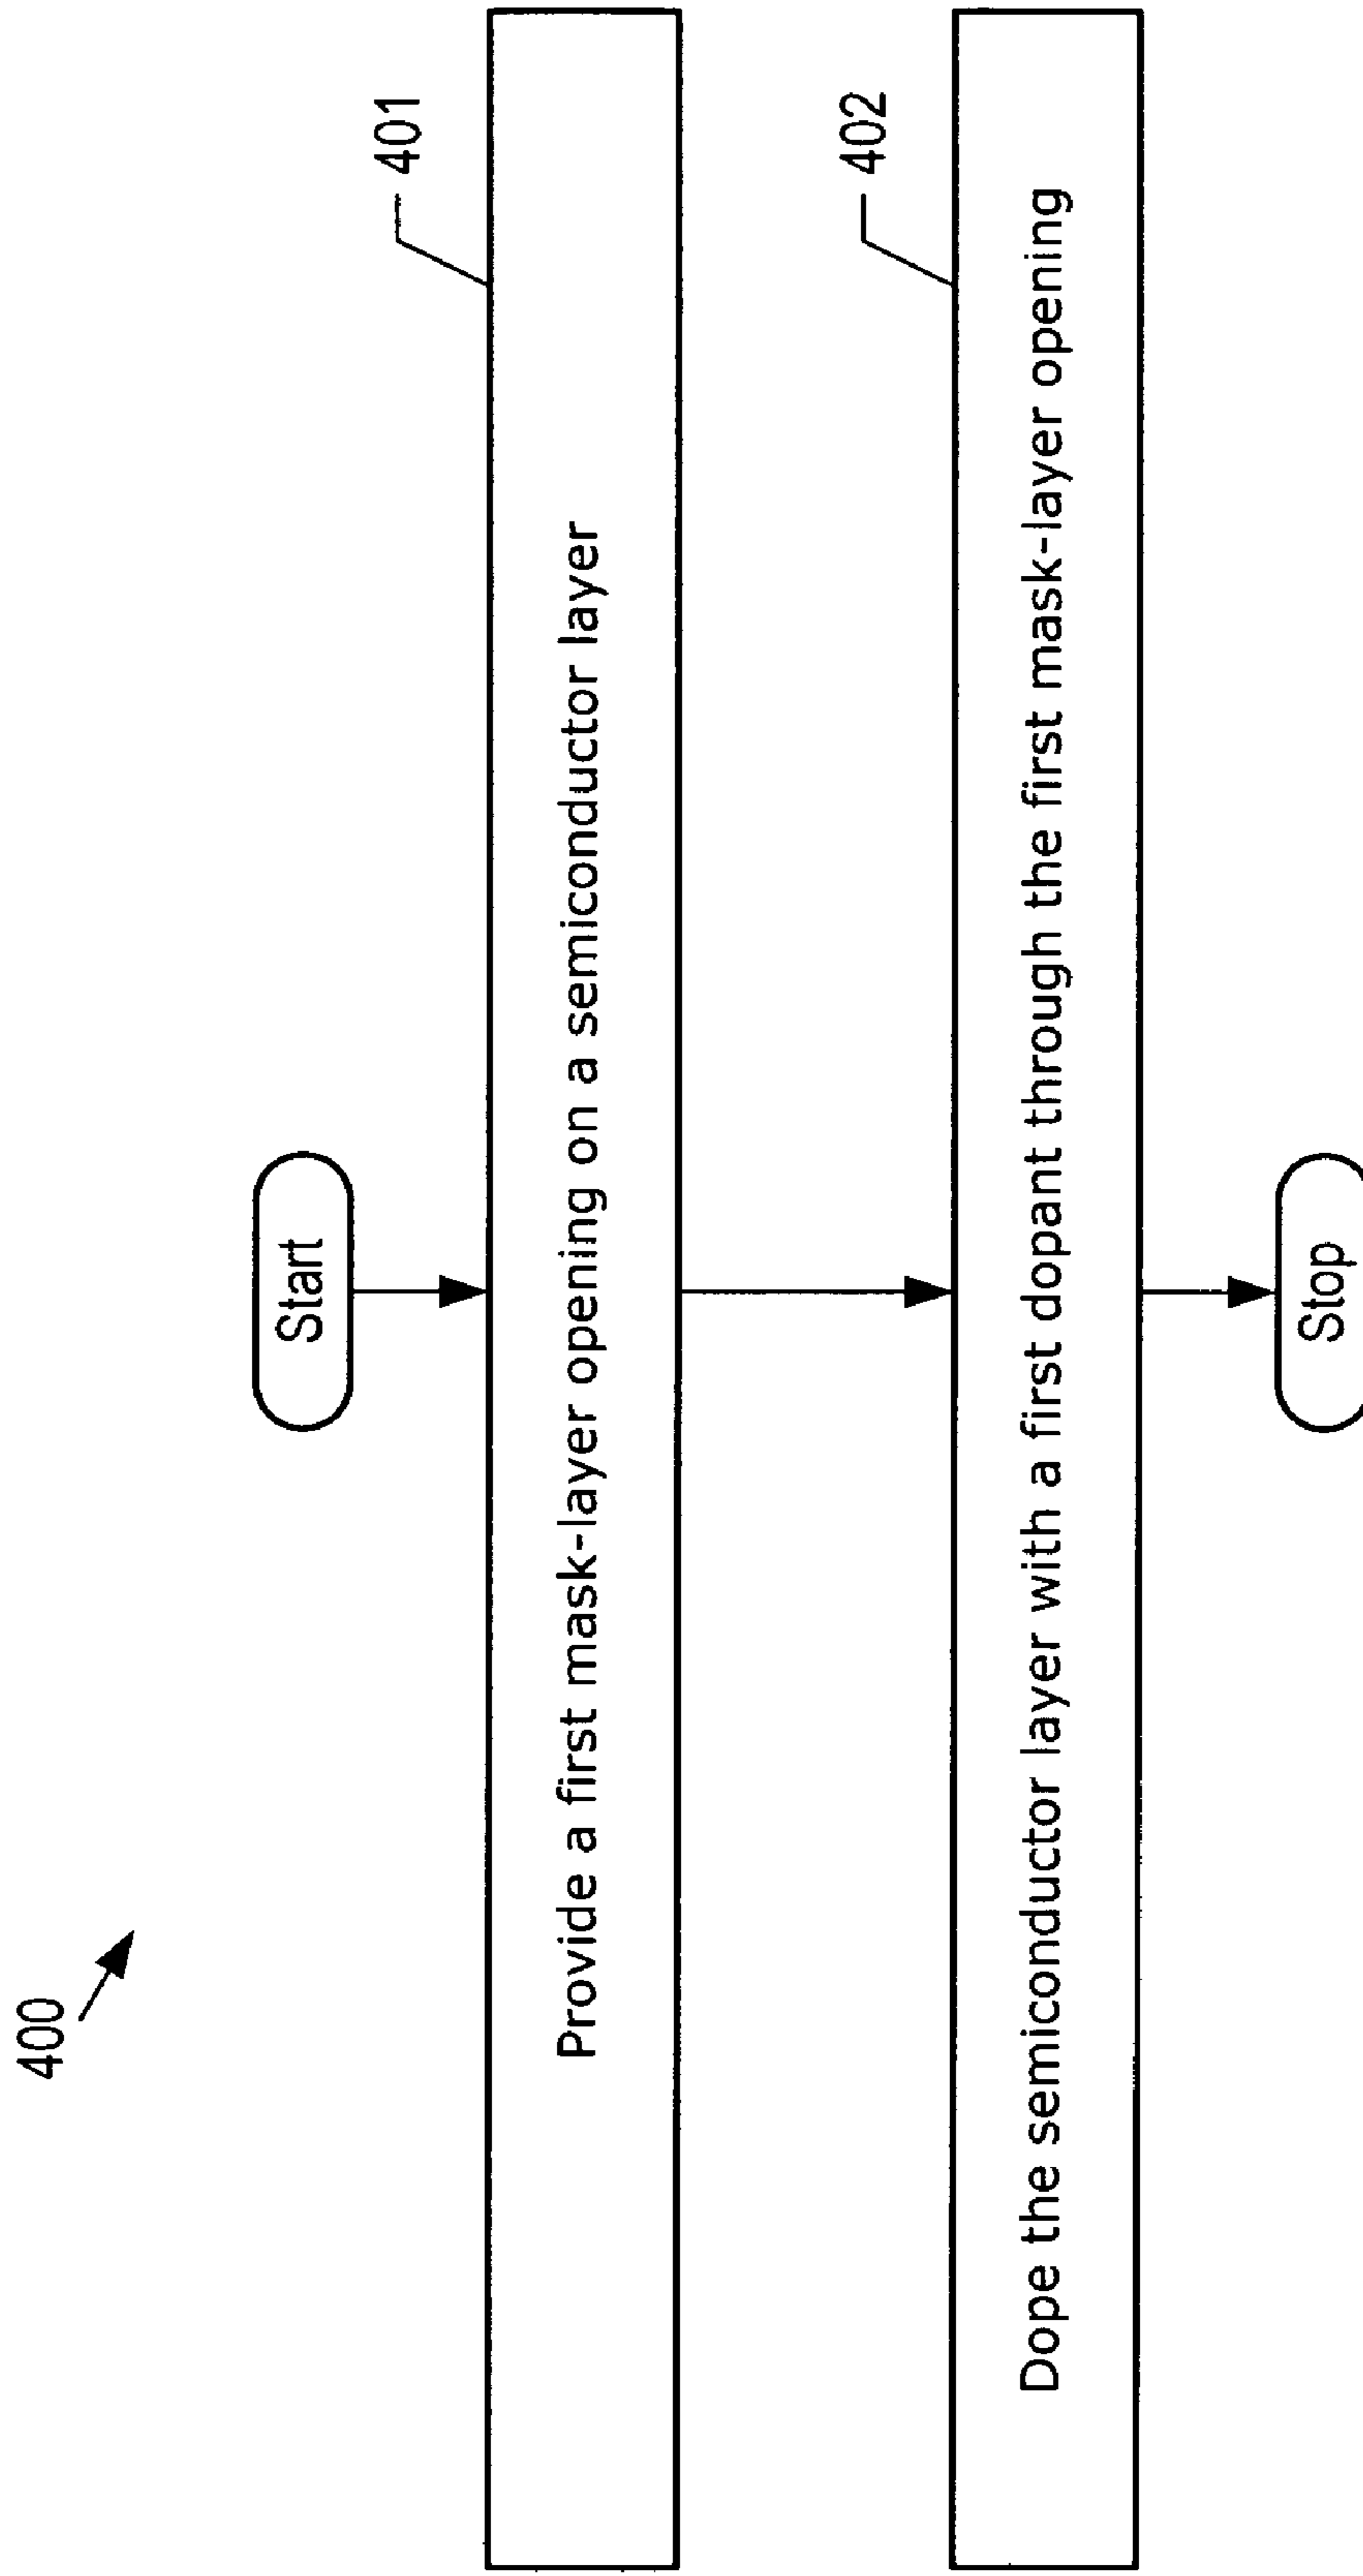 400
Start
401
Provide a first mask-layer opening on a semiconductor layer
402
Dope the semiconductor layer with a first dopant through the first mask-layer opening
Stop